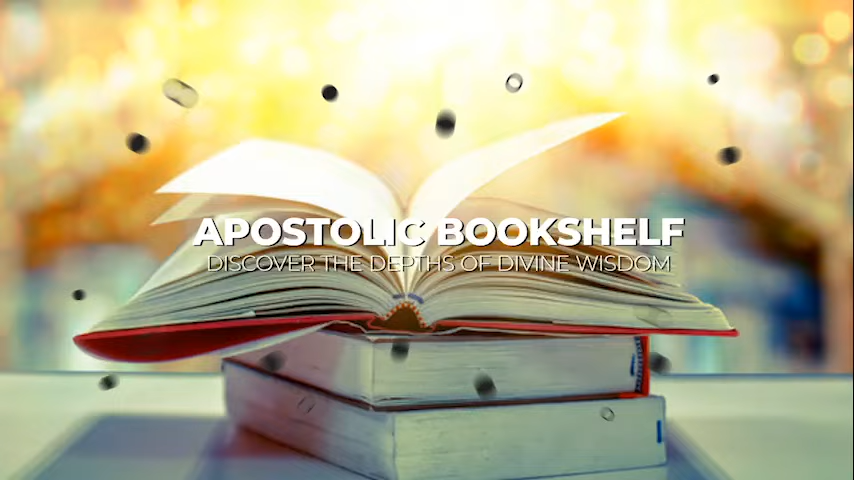 APOSTOLIC BOOKSHELF
DISCOVER THE DEPTHS OF DIVINE WISDOM